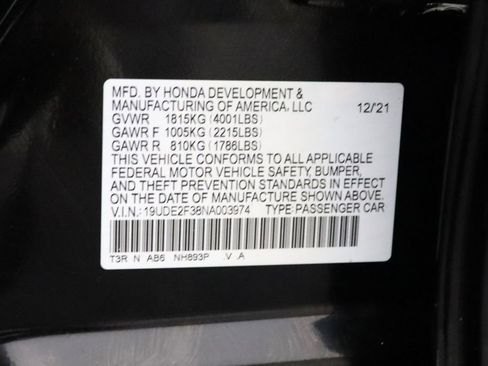 MFD. BY HONDA DEVELOPMENT &
MANUFACTURING OF AMERICA, LLC 12/'21
GVWR 1815KG (4001LBS)
GAWR F 1005KG (2215LBS)
GAWR R 810KG (1786LBS)
THIS VEHICLE CONFORMS TO ALL APPLICABLE
FEDERAL MOTOR VEHICLE SAFETY, BUMPER,
AND THEFT PREVENTION STANDARDS IN EFFECT
ON THE DATE OF MANUFACTURE SHOWN ABOVE.
V.I.N.: 19UDE2F38NA003974 TYPE: PASSENGER CAR
T3R N AB6 NH893P .V .A